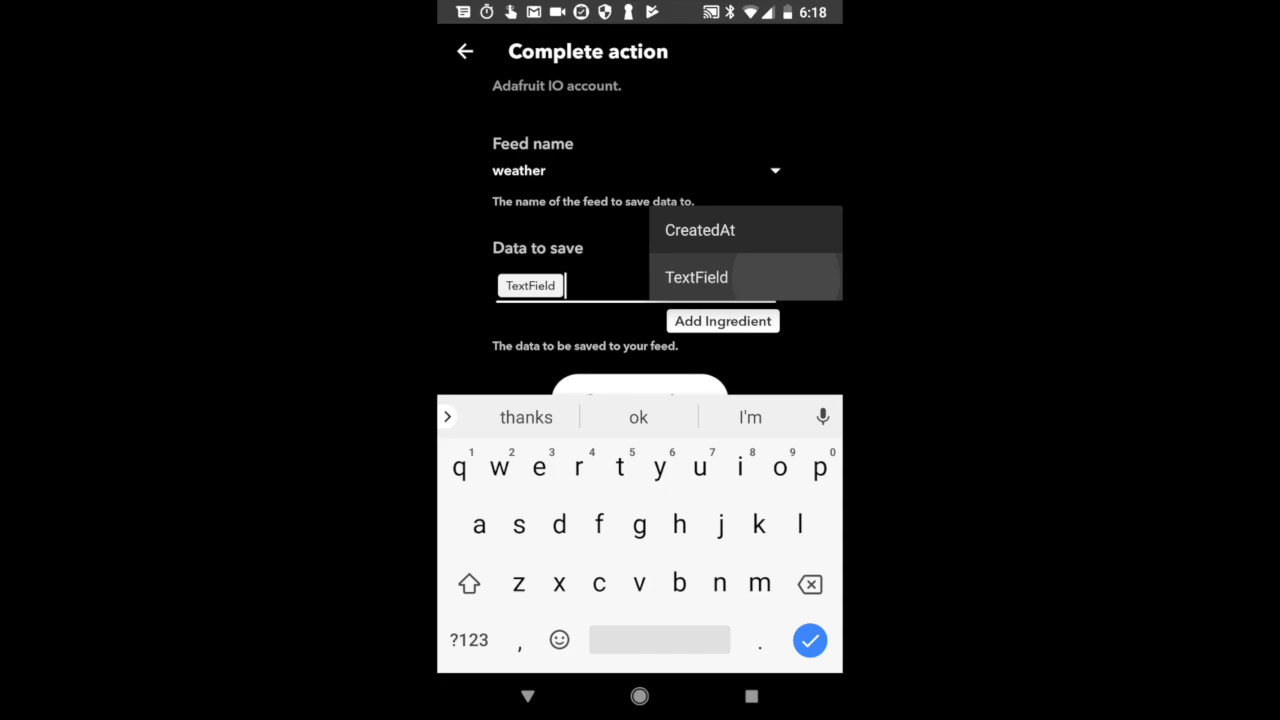 6:18
Complete action
Adafruit IO account.
Feed name
weather
The name of the feed to save data to.
CreatedAt
Data to save
TextField
TextField
Add Ingredient
The data to be saved to your feed.
thanks ok I'm
1 2 3 4 5 6 7 8 9 0
q w e r t y u i o p
a s d f g h j k l
z x c v b n m
?123 , .